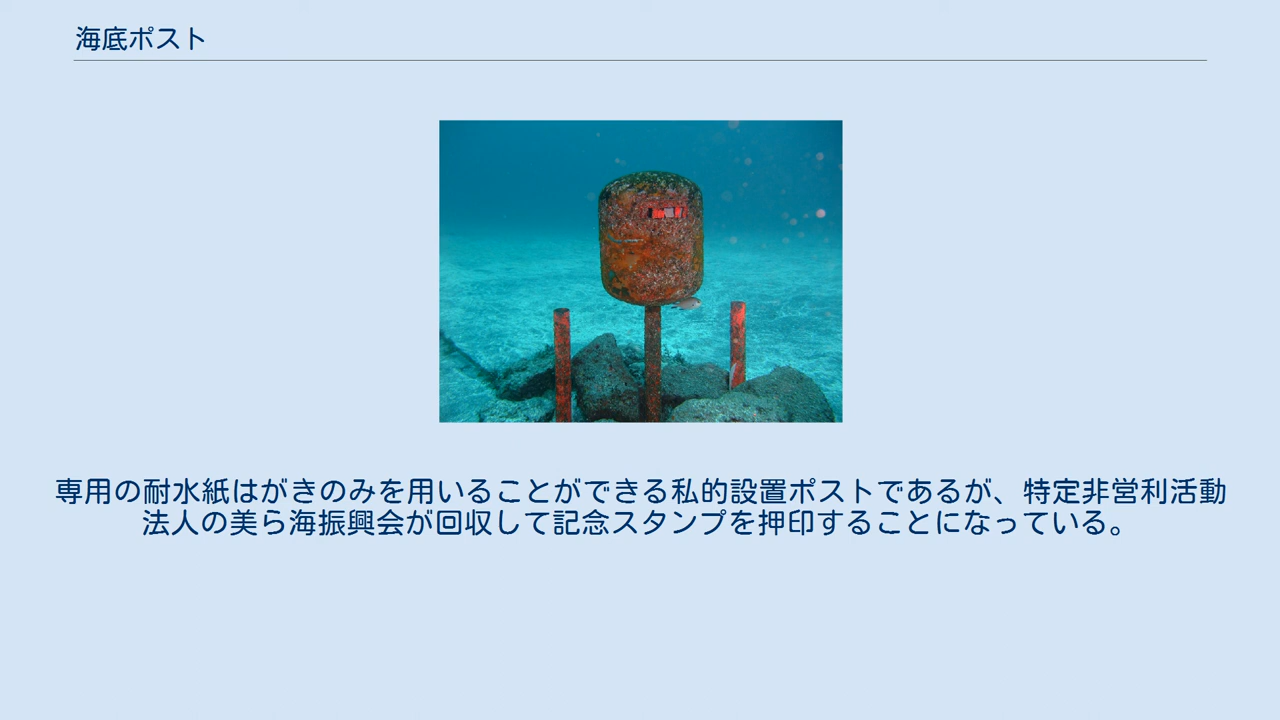 海底ポスト
専用の耐水紙はがきのみを用いることができる私的設置ポストであるが、特定非営利活動
法人の美ら海振興会が回収して記念スタンプを押印することになっている。